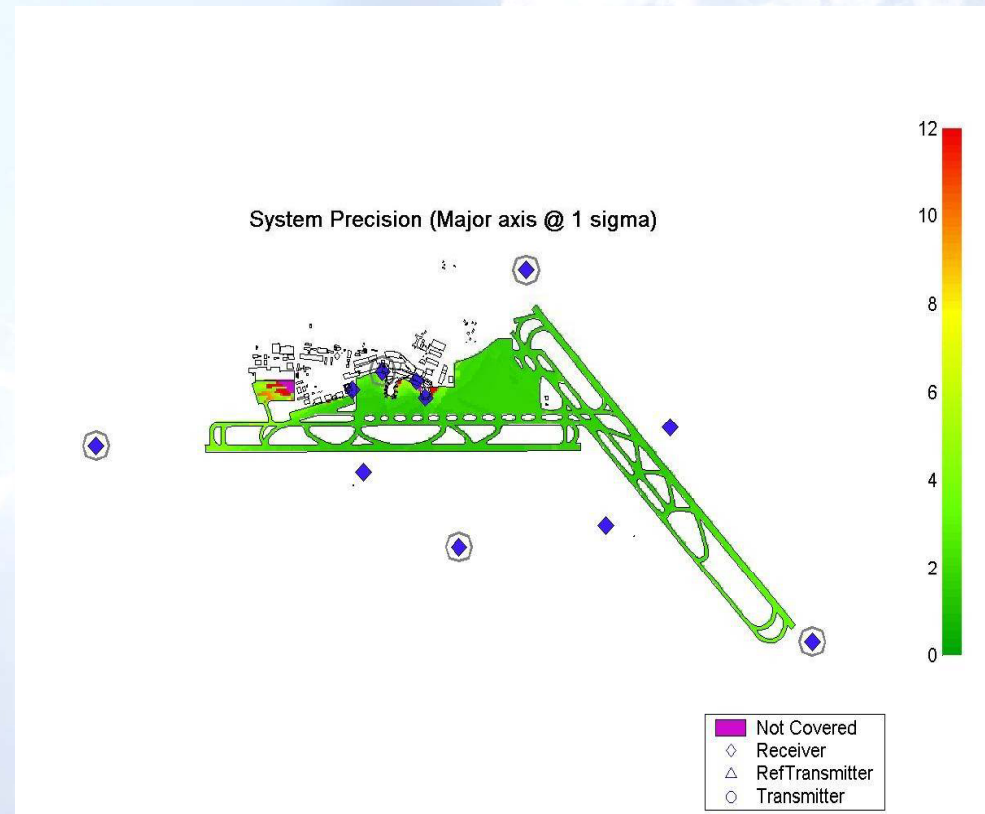 System Precision (Major axis @ 1 sigma)
12
10
8
6
4
2
0
Not Covered
Receiver
RefTransmitter
Transmitter